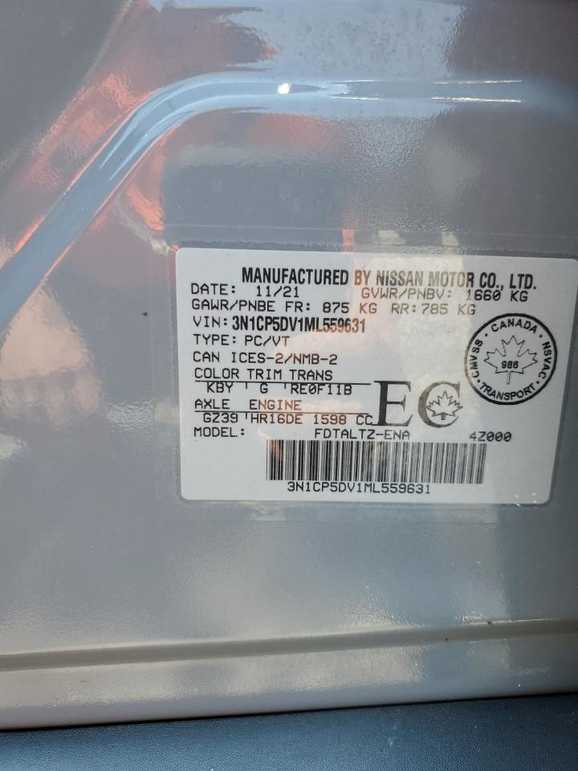 MANUFACTURED BY NISSAN MOTOR CO., LTD.
DATE: 11/21 GVWR/PNBV: 1660 KG
GAWR/PNBE FR: 875 KG RR: 785 KG
VIN: 3N1CP5DV1ML559631
TYPE: PC/VT
CAN ICES-2/NMB-2
COLOR TRIM TRANS
KBY ' G 'RE0F11B
AXLE ENGINE
GZ39 'HR16DE 1598 CC
MODEL: FDTALTZ-ENA 4Z000
EC
CANADA
CMVSS NSVAC
986
TRANSPORT
3N1CP5DV1ML559631